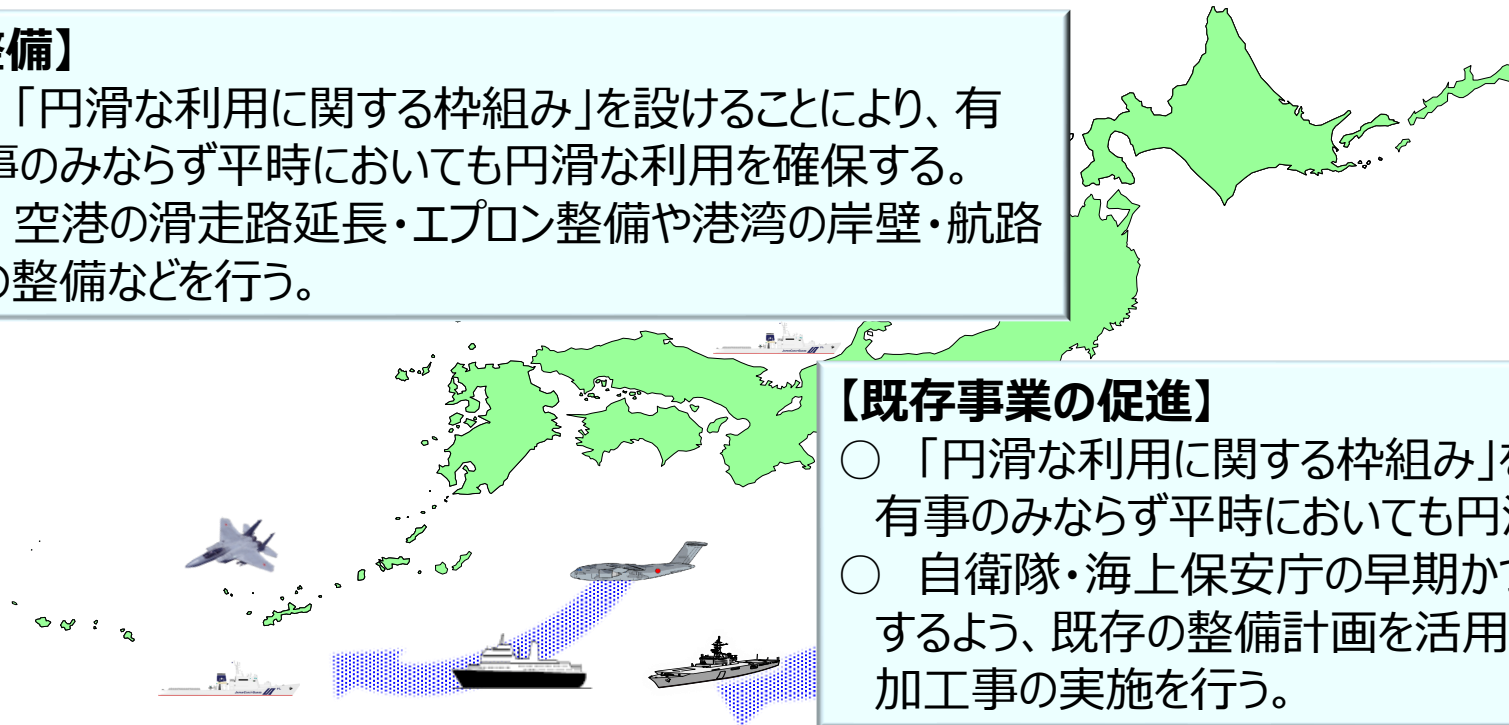 備】
「円滑な利用に関する枠組み」を設けることにより、有
事のみならず平時においても円滑な利用を確保する。
空港の滑走路延長・エプロン整備や港湾の岸壁・航路
の整備などを行う。
【既存事業の促進】
○ 「円滑な利用に関する枠組み」を
有事のみならず平時においても円滑
○ 自衛隊・海上保安庁の早期かつ
するよう、既存の整備計画を活用
加工事の実施を行う。